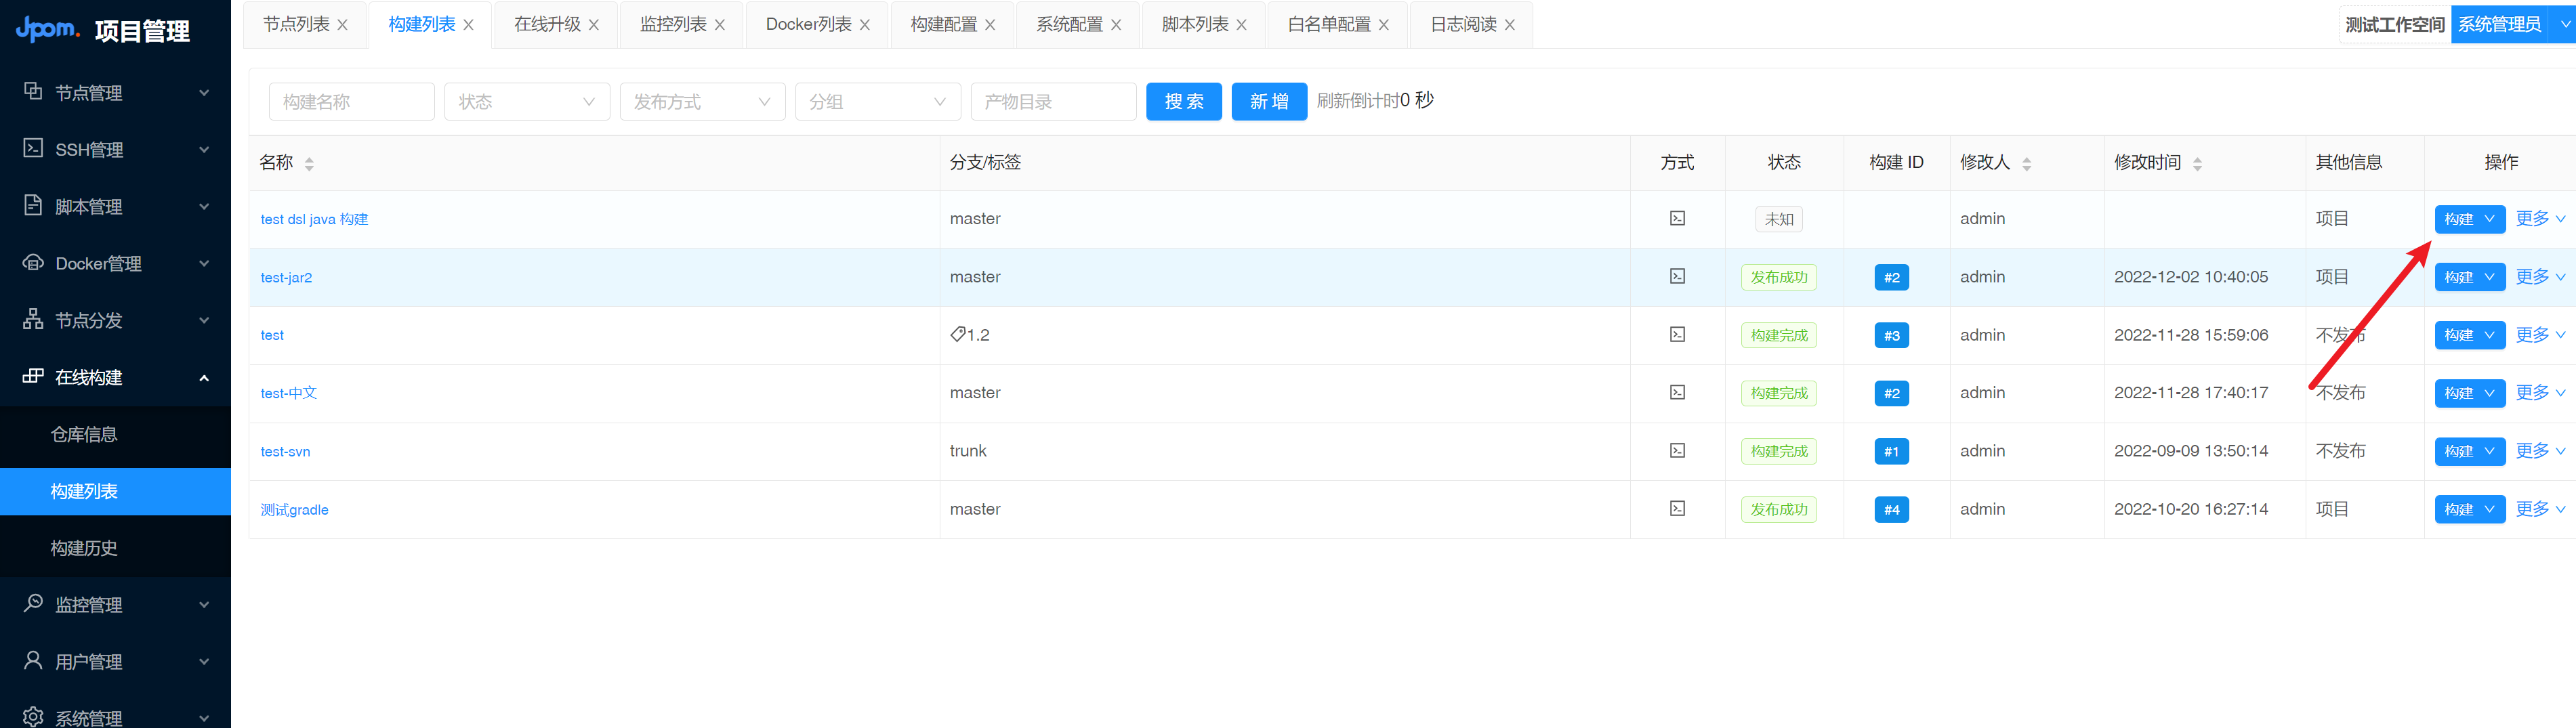 Jpom. 项目管理
节点列表 构建列表 在线升级 监控列表 Docker列表 构建配置 系统配置 脚本列表 白名单配置 日志阅读 测试工作空间 系统管理员
节点管理
SSH管理
脚本管理
Docker管理
节点分发
在线构建
仓库信息
构建列表
构建历史
监控管理
用户管理
系统管理
构建名称 状态 发布方式 分组 产物目录 搜 索 新 增 刷新倒计时0 秒
名称 分支/标签 方式 状态 构建 ID 修改人 修改时间 其他信息 操作
test dsl java 构建 master 未知 admin 项目 构建 更多
test-jar2 master 发布成功 #2 admin 2022-12-02 10:40:05 项目 构建 更多
test 1.2 构建完成 #3 admin 2022-11-28 15:59:06 不发布 构建 更多
test-中文 master 构建完成 #2 admin 2022-11-28 17:40:17 不发布 构建 更多
test-svn trunk 构建完成 #1 admin 2022-09-09 13:50:14 不发布 构建 更多
测试gradle master 发布成功 #4 admin 2022-10-20 16:27:14 项目 构建 更多